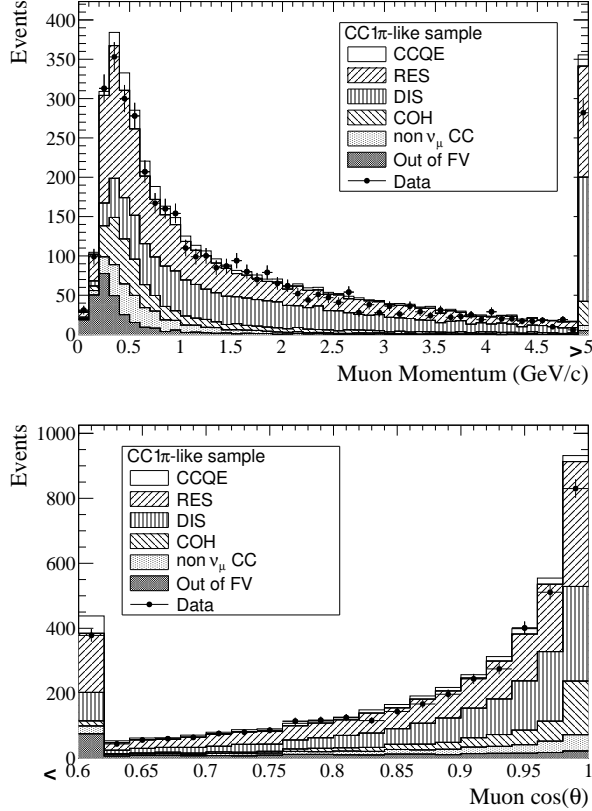 Events
400
350
300
250
200
150
100
50
0
CC1π-like sample
CCQE
RES
DIS
COH
non νμ CC
Out of FV
Data
0 0.5 1 1.5 2 2.5 3 3.5 4 4.5 >5
Muon Momentum (GeV/c)
Events
1000
800
600
400
200
0
CC1π-like sample
CCQE
RES
DIS
COH
non νμ CC
Out of FV
Data
<0.6 0.65 0.7 0.75 0.8 0.85 0.9 0.95 1
Muon cos(θ)